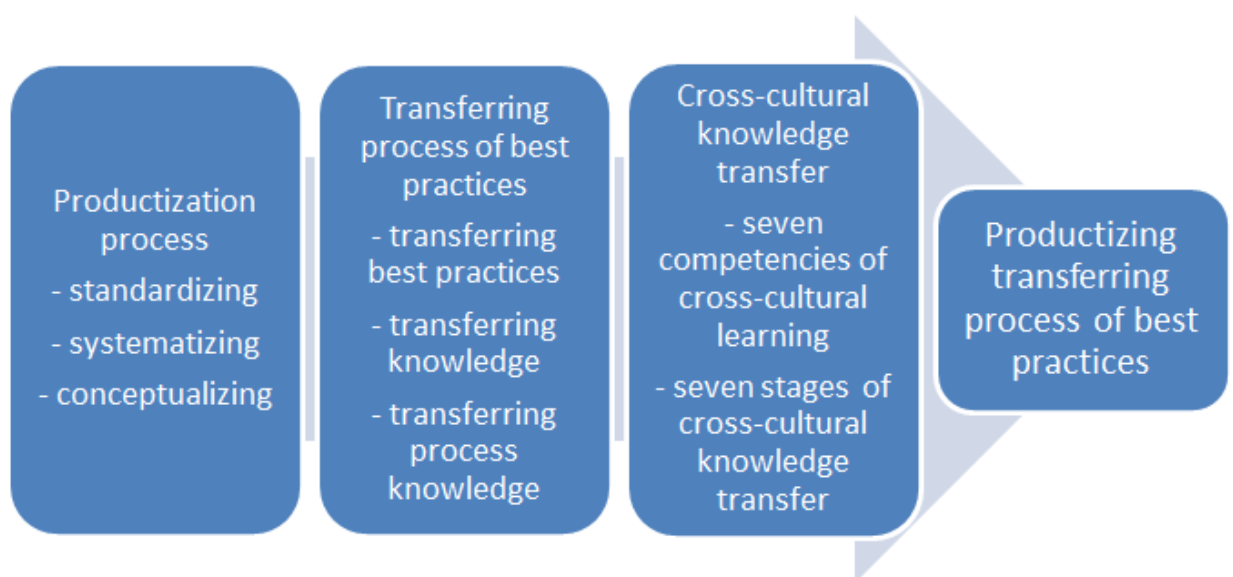 Productization
process
- standardizing
- systematizing
- conceptualizing
Transferring
process of best
practices
- transferring
best practices
- transferring
knowledge
- transferring
process
knowledge
Cross-cultural
knowledge
transfer
- seven
competencies of
cross-cultural
learning
- seven stages of
cross-cultural
knowledge
transfer
Productizing
transferring
process of best
practices